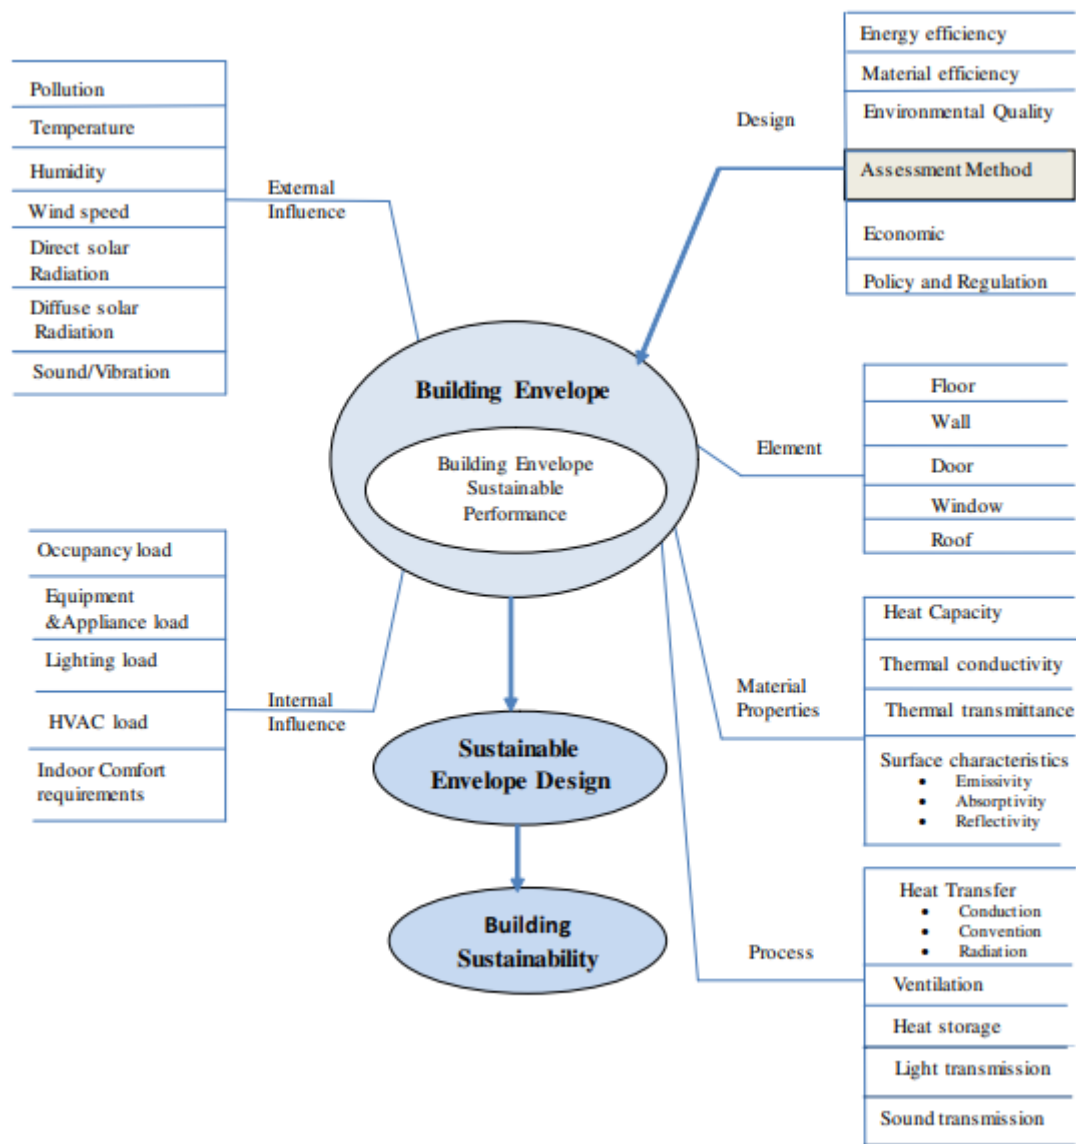 Pollution
Temperature
Humidity
Wind speed
Direct solar
Radiation
Diffuse solar
Radiation
Sound/Vibration
External
Influence
Design
Energy efficiency
Material efficiency
Environmental Quality
Assessment Method
Economic
Policy and Regulation
Building Envelope
Building Envelope
Sustainable
Performance
Element
Floor
Wall
Door
Window
Roof
Occupancy load
Equipment
&Appliance load
Lighting load
HVAC load
Indoor Comfort
requirements
Internal
Influence
Sustainable
Envelope Design
Building
Sustainability
Material
Properties
Heat Capacity
Thermal conductivity
Thermal transmittance
Surface characteristics
• Emissivity
• Absorptivity
• Reflectivity
Process
Heat Transfer
• Conduction
• Convention
• Radiation
Ventilation
Heat storage
Light transmission
Sound transmission